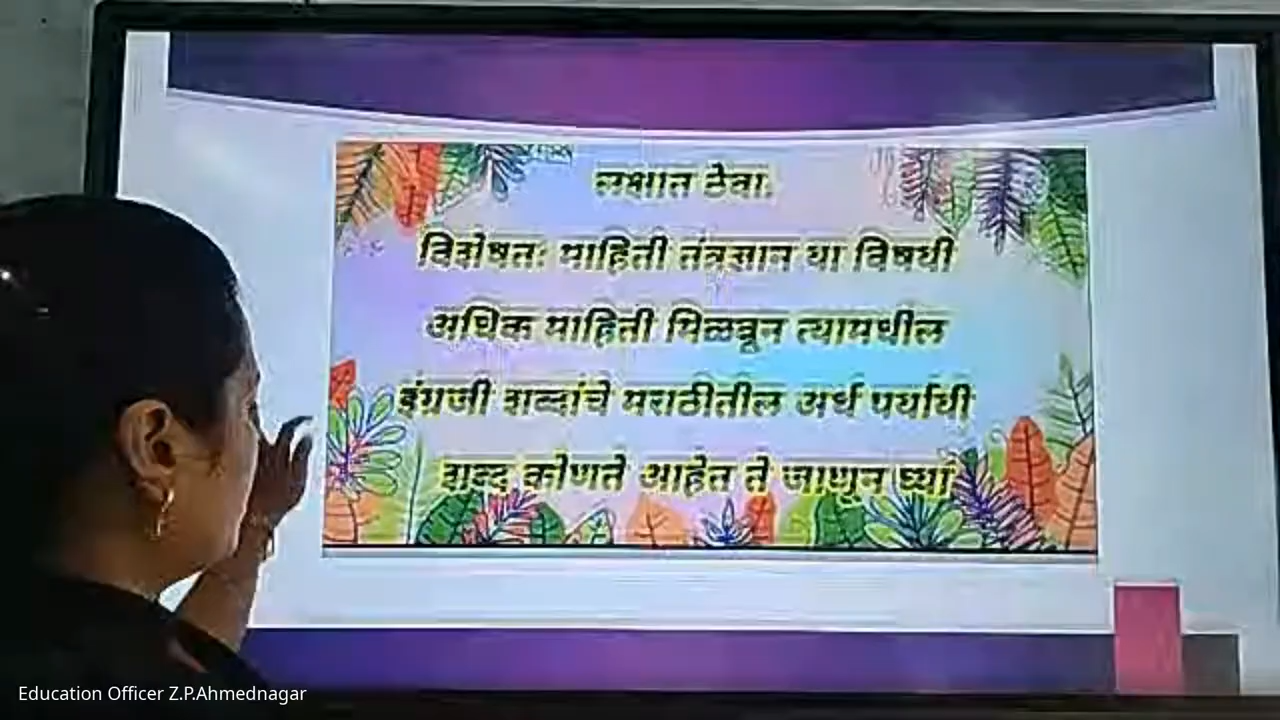 लक्षात ठेवा.
विशेषतः माहिती तंत्रज्ञान या विषयी
अधिक माहिती मिळवून त्यामधील
इंग्रजी शब्दांचे मराठीतील अर्थ पर्यायी
शब्द कोणते आहेत ते जाणून घ्या
Education Officer Z.P.Ahmednagar